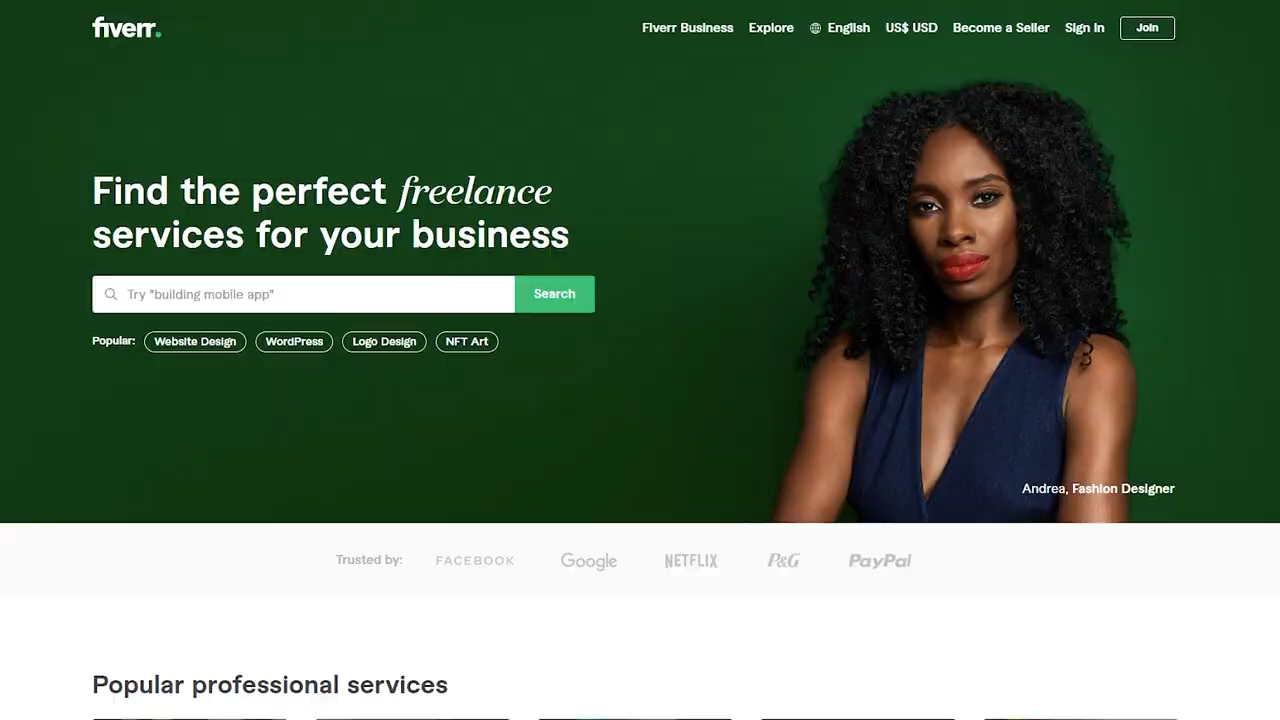 fiverr.
Fiverr Business Explore English US$ USD Become a Seller Sign In Join
Find the perfect freelance
services for your business
Try "building mobile app" Search
Popular: Website Design WordPress Logo Design NFT Art
Andrea, Fashion Designer
Trusted by: FACEBOOK Google NETFLIX P&G PayPal
Popular professional services